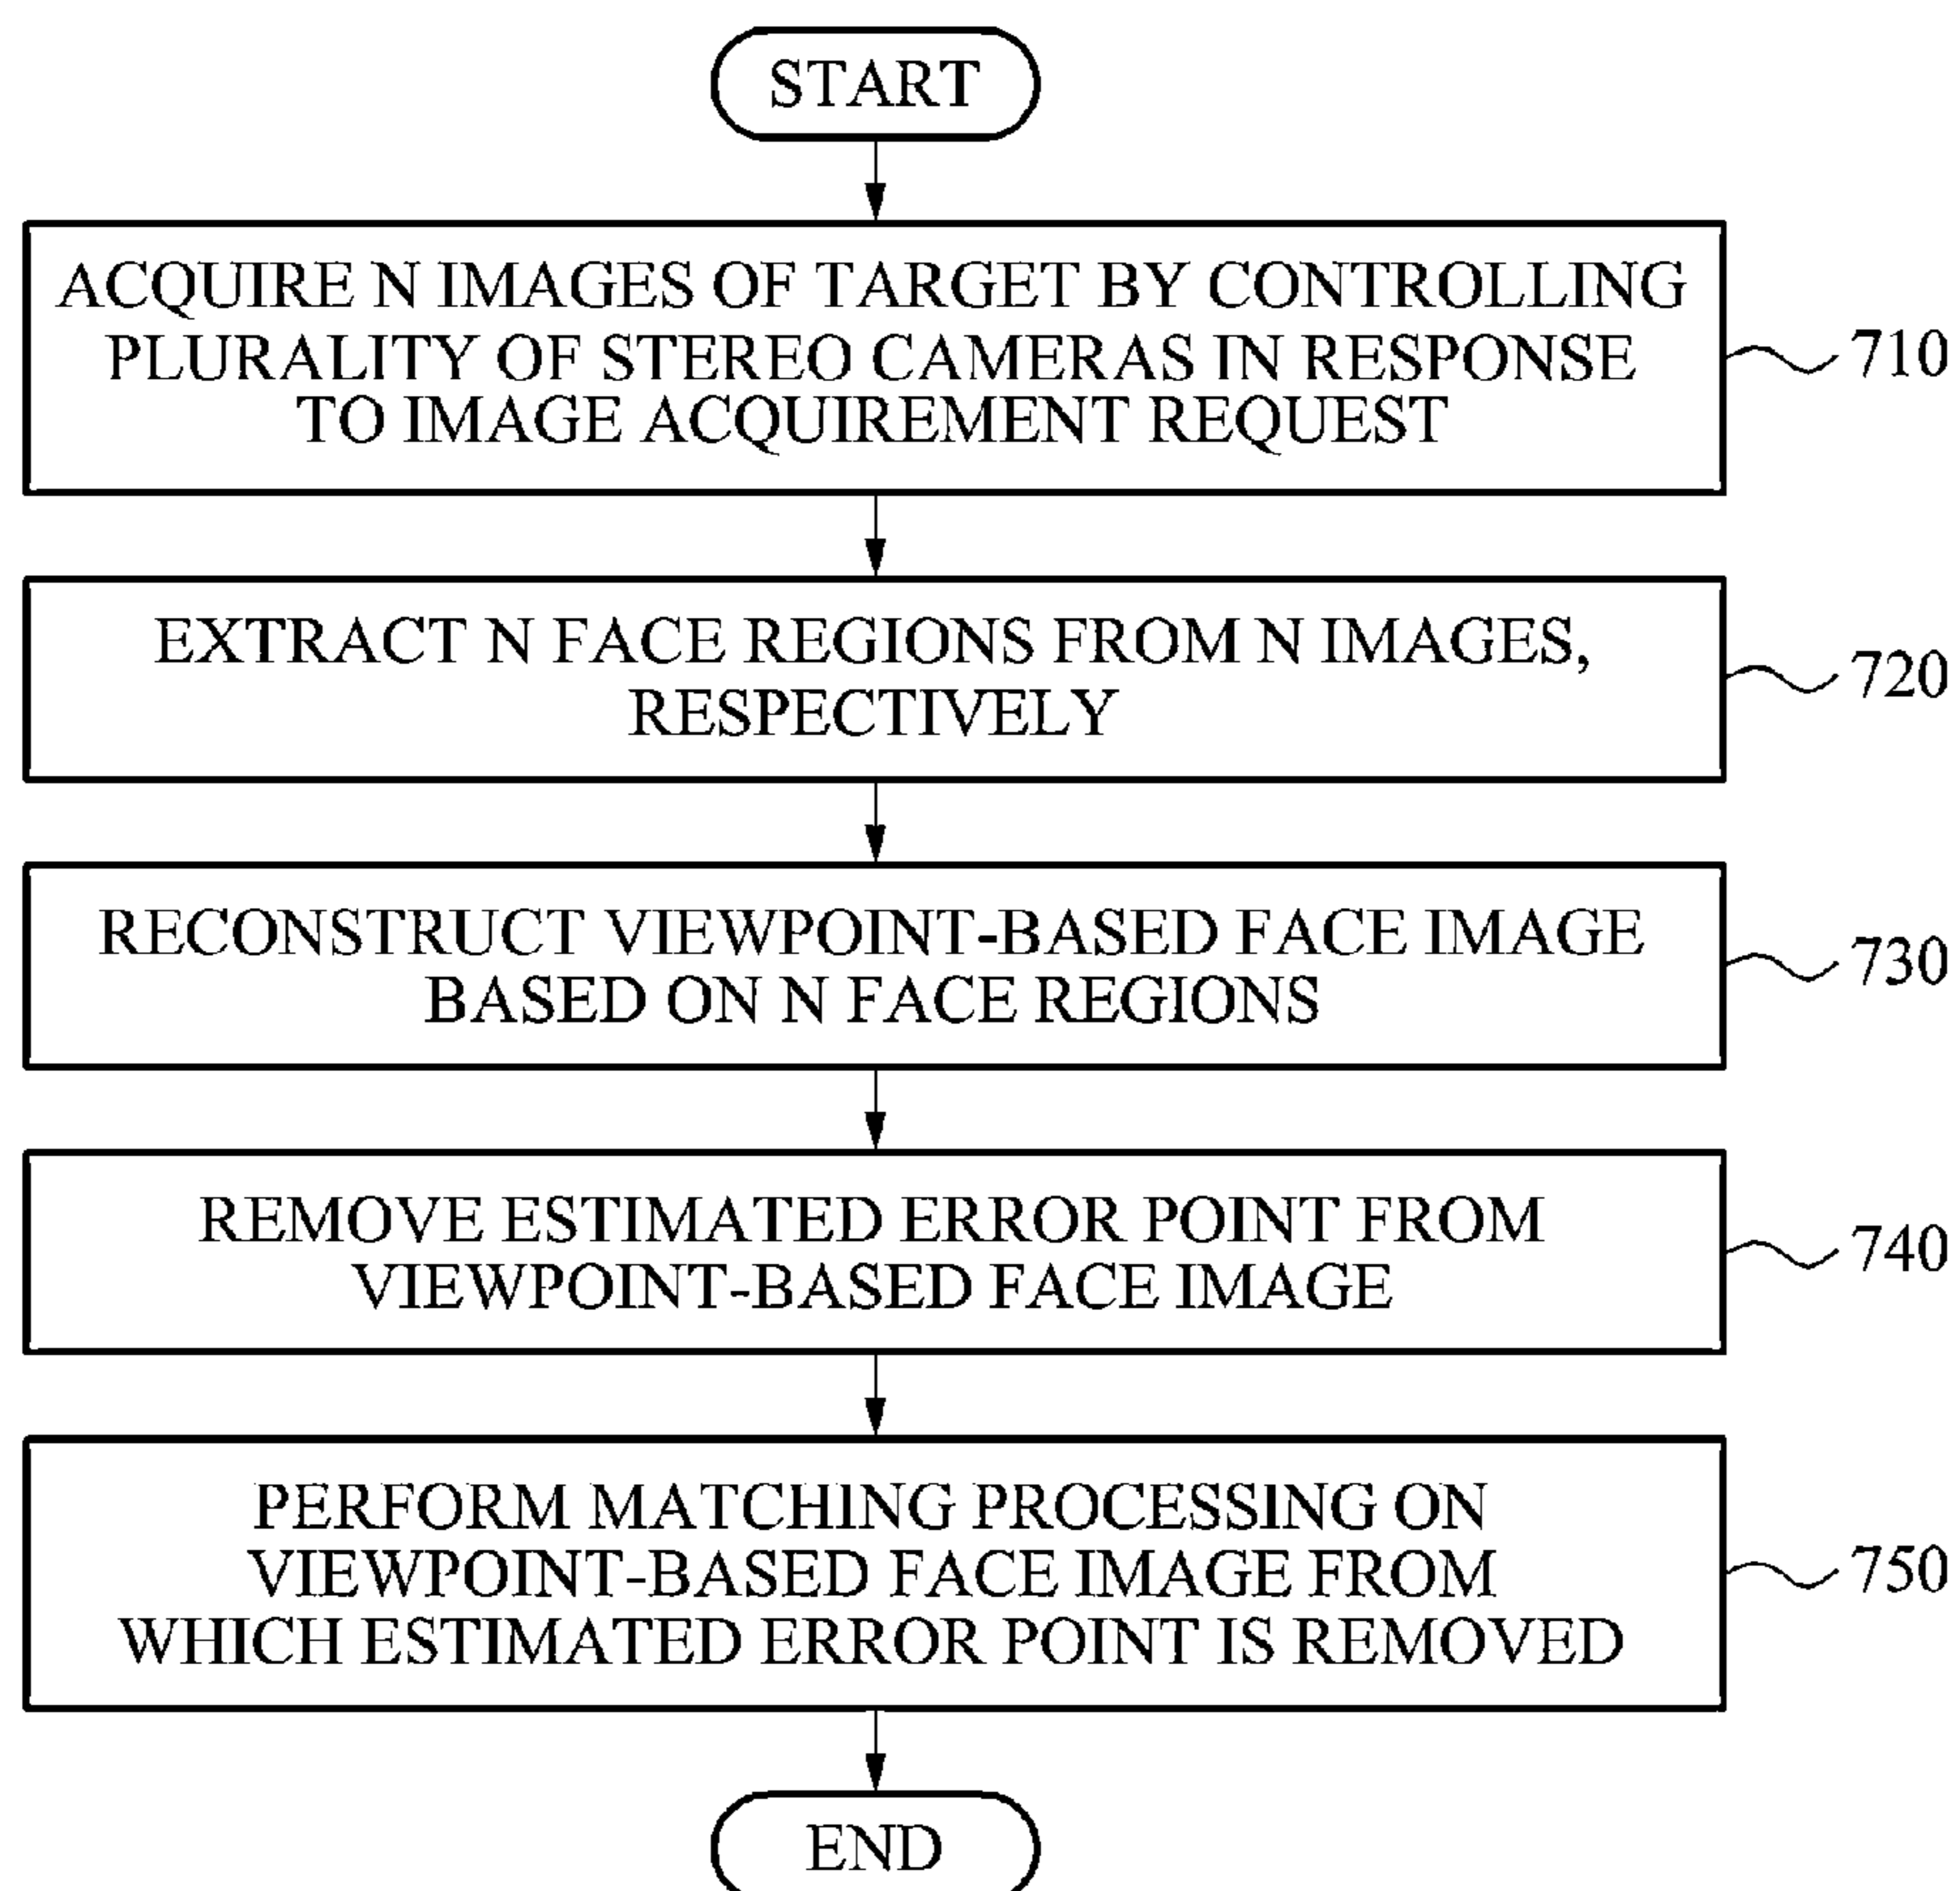 START
ACQUIRE N IMAGES OF TARGET BY CONTROLLING
PLURALITY OF STEREO CAMERAS IN RESPONSE
TO IMAGE ACQUIREMENT REQUEST
710
EXTRACT N FACE REGIONS FROM N IMAGES,
RESPECTIVELY
720
RECONSTRUCT VIEWPOINT-BASED FACE IMAGE
BASED ON N FACE REGIONS
730
REMOVE ESTIMATED ERROR POINT FROM
VIEWPOINT-BASED FACE IMAGE
740
PERFORM MATCHING PROCESSING ON
VIEWPOINT-BASED FACE IMAGE FROM
WHICH ESTIMATED ERROR POINT IS REMOVED
750
END